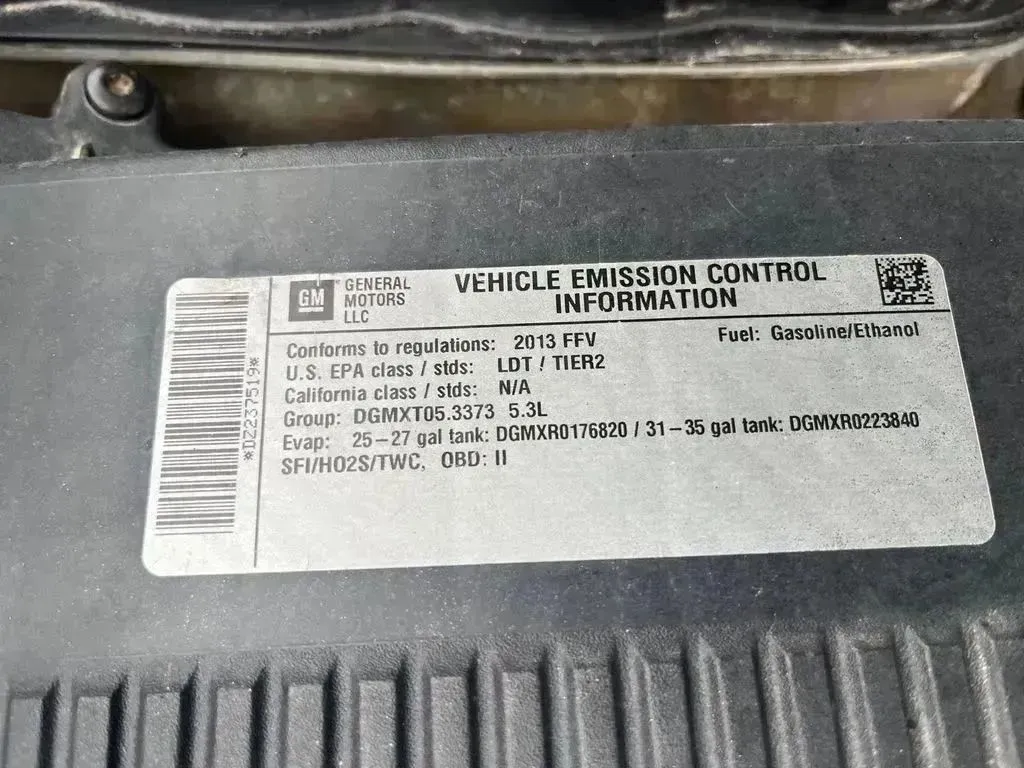 *DZ237519*
GM
GENERAL
MOTORS
LLC
VEHICLE EMISSION CONTROL
INFORMATION
Conforms to regulations: 2013 FFV
Fuel: Gasoline/Ethanol
U.S. EPA class / stds: LDT / TIER2
California class / stds: N/A
Group: DGMXT05.3373 5.3L
Evap: 25-27 gal tank: DGMXR0176820 / 31-35 gal tank: DGMXR0223840
SFI/HO2S/TWC, OBD: II